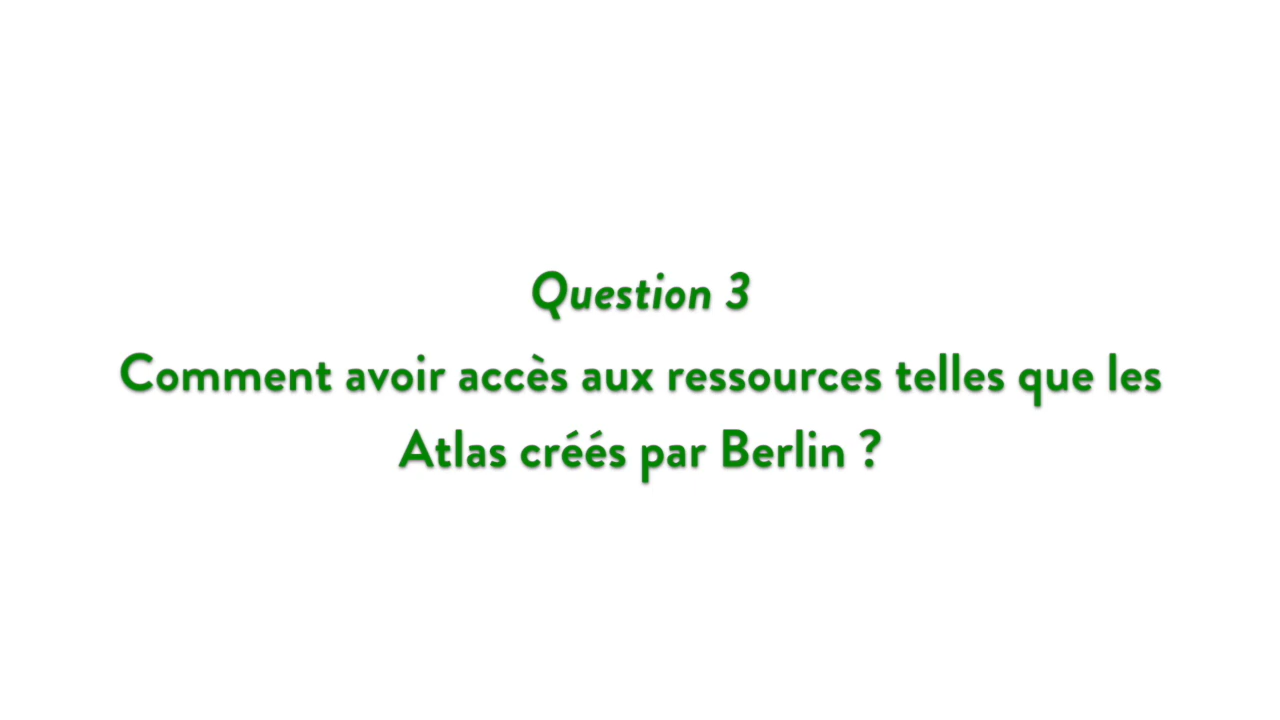 Question 3
Comment avoir accès aux ressources telles que les
Atlas créés par Berlin ?